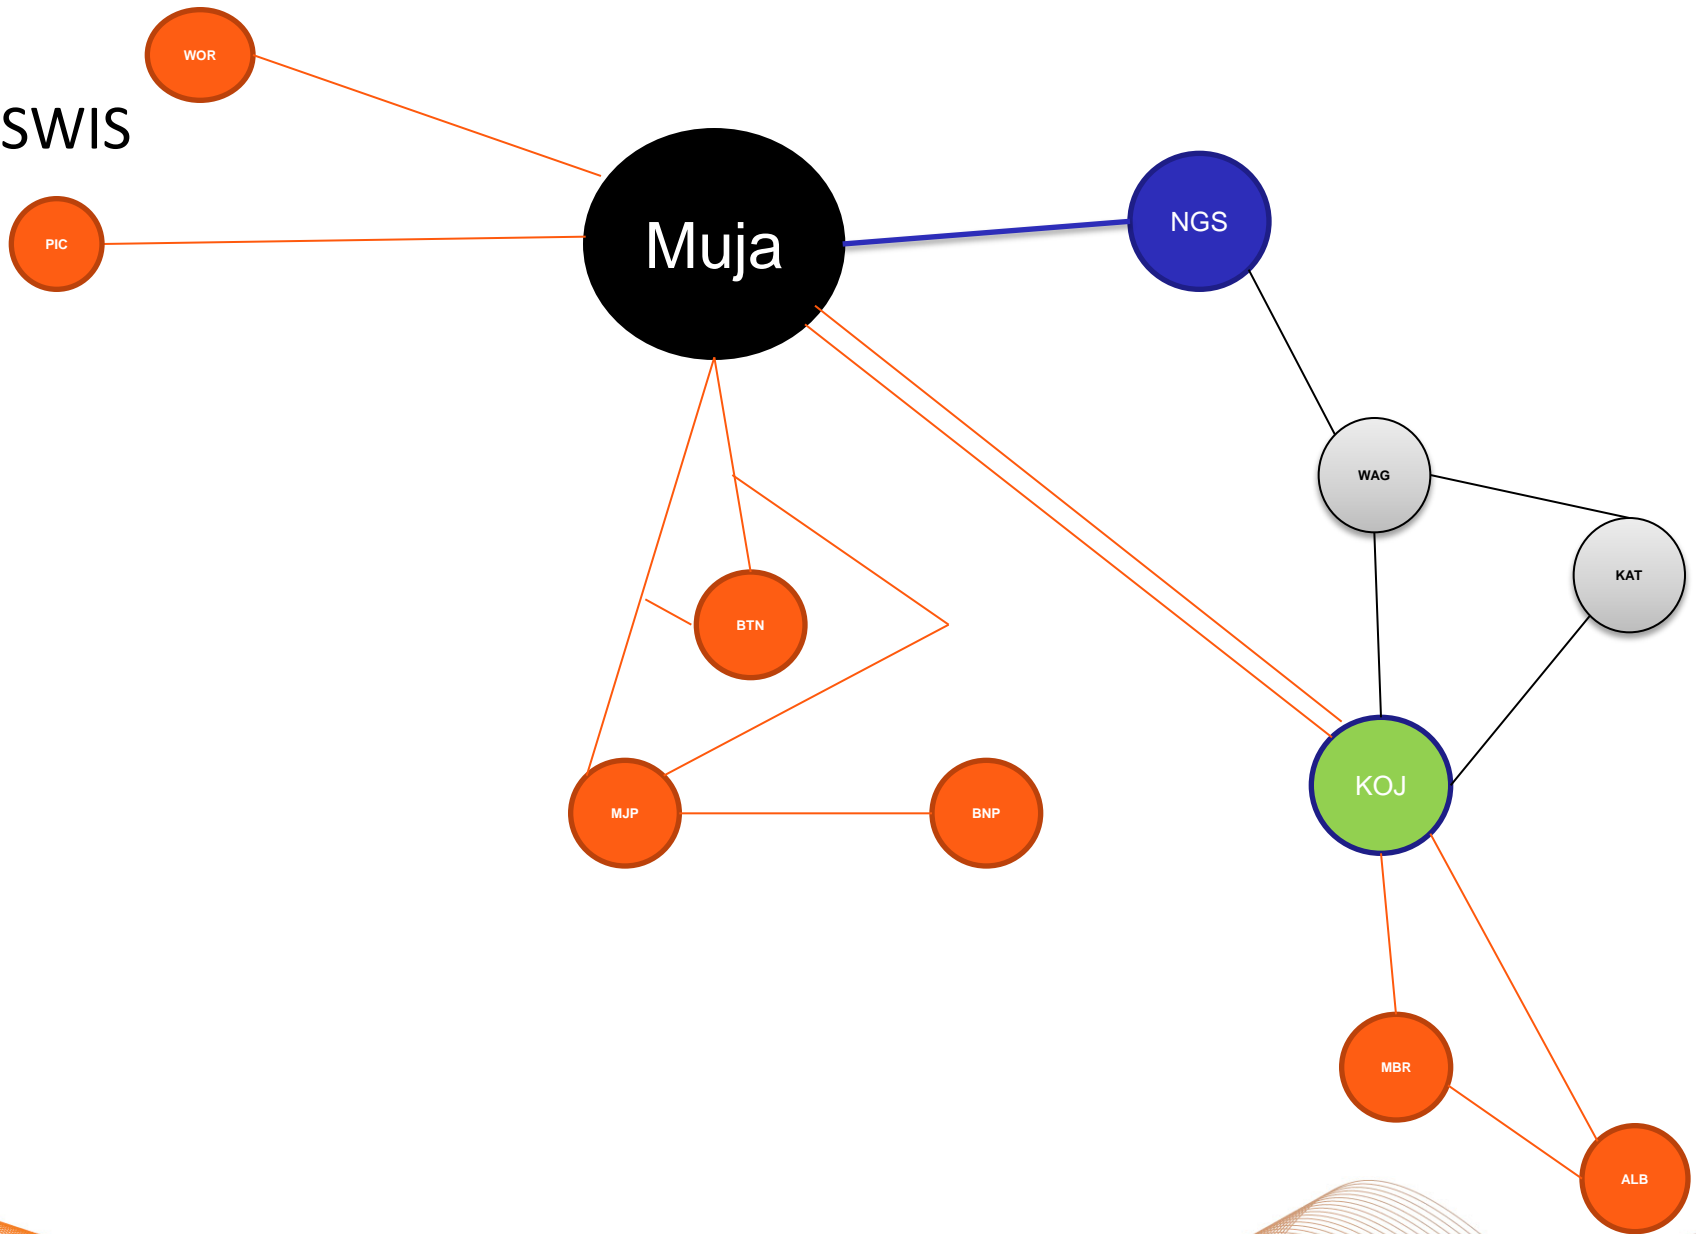 WOR
SWIS
Muja
NGS
PIC
WAG
KAT
BTN
KOJ
MJP
BNP
MBR
ALB